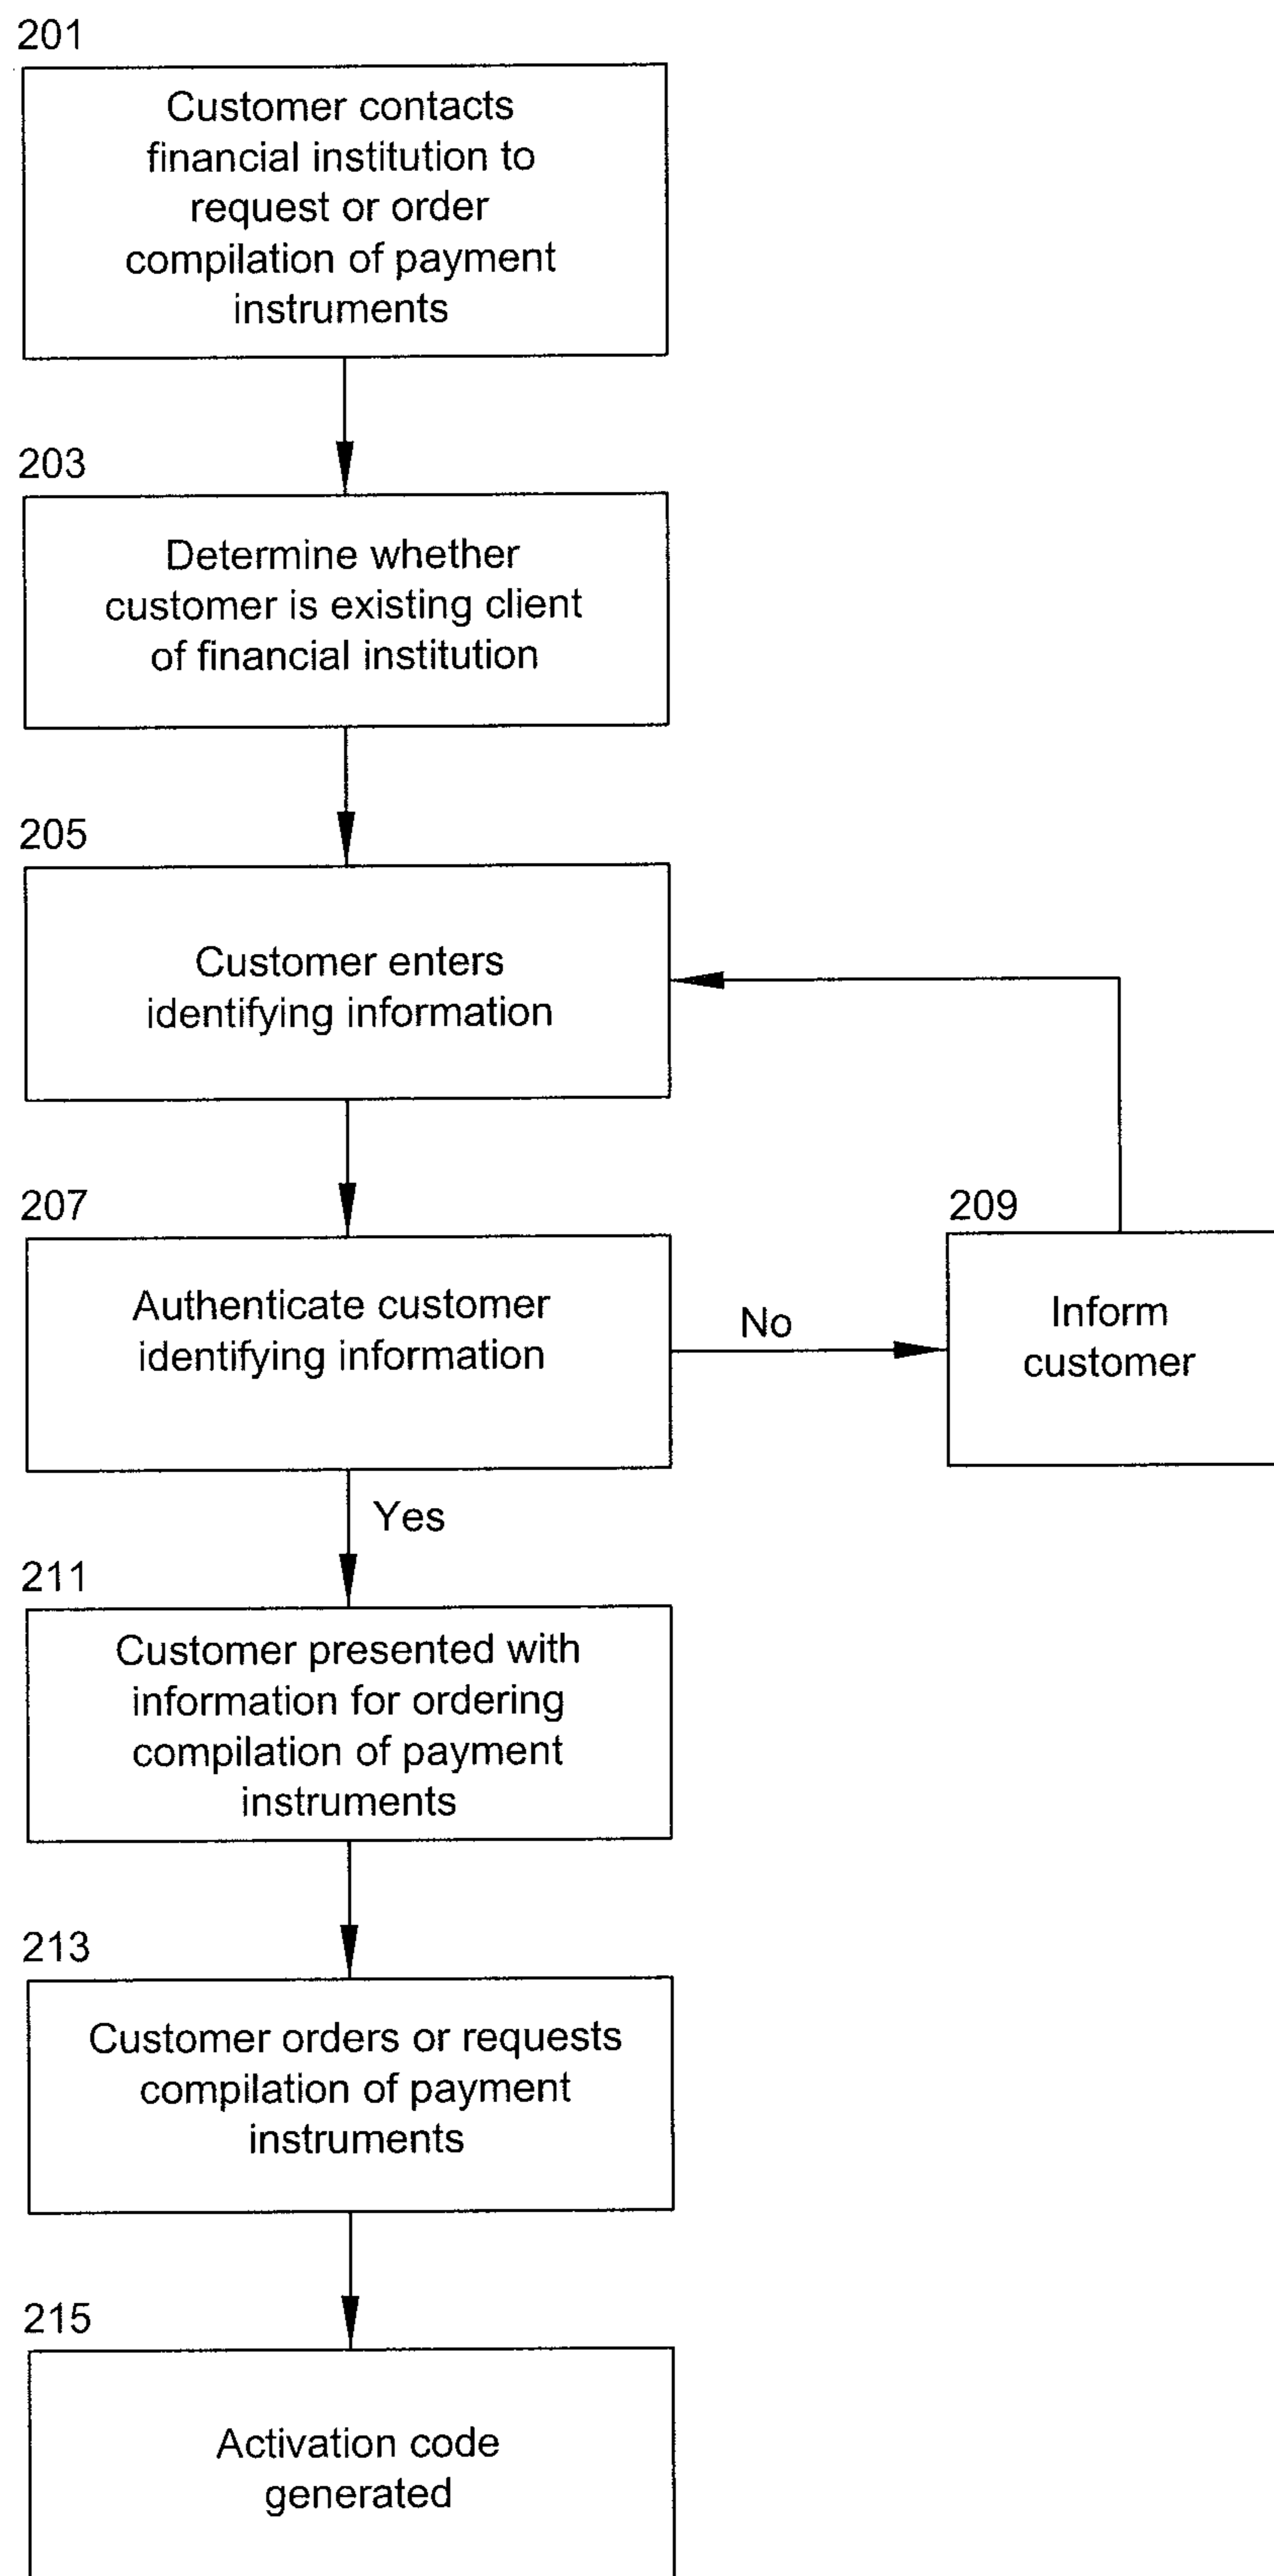 201
Customer contacts
financial institution to
request or order
compilation of payment
instruments
203
Determine whether
customer is existing client
of financial institution
205
Customer enters
identifying information
207
Authenticate customer
identifying information
No
209
Inform
customer
Yes
211
Customer presented with
information for ordering
compilation of payment
instruments
213
Customer orders or requests
compilation of payment
instruments
215
Activation code
generated